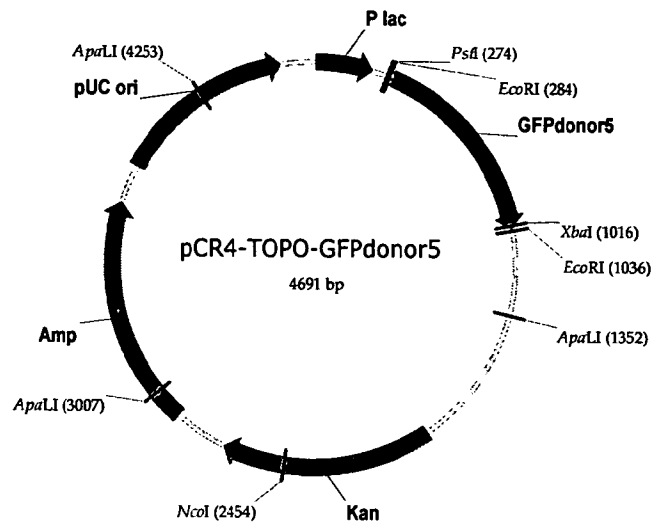 P lac
ApaLI (4253)
PstI (274)
pUC ori
EcoRI (284)
GFPdonor5
pCR4-TOPO-GFPdonor5
4691 bp
XbaI (1016)
EcoRI (1036)
ApaLI (1352)
Amp
ApaLI (3007)
NcoI (2454)
Kan